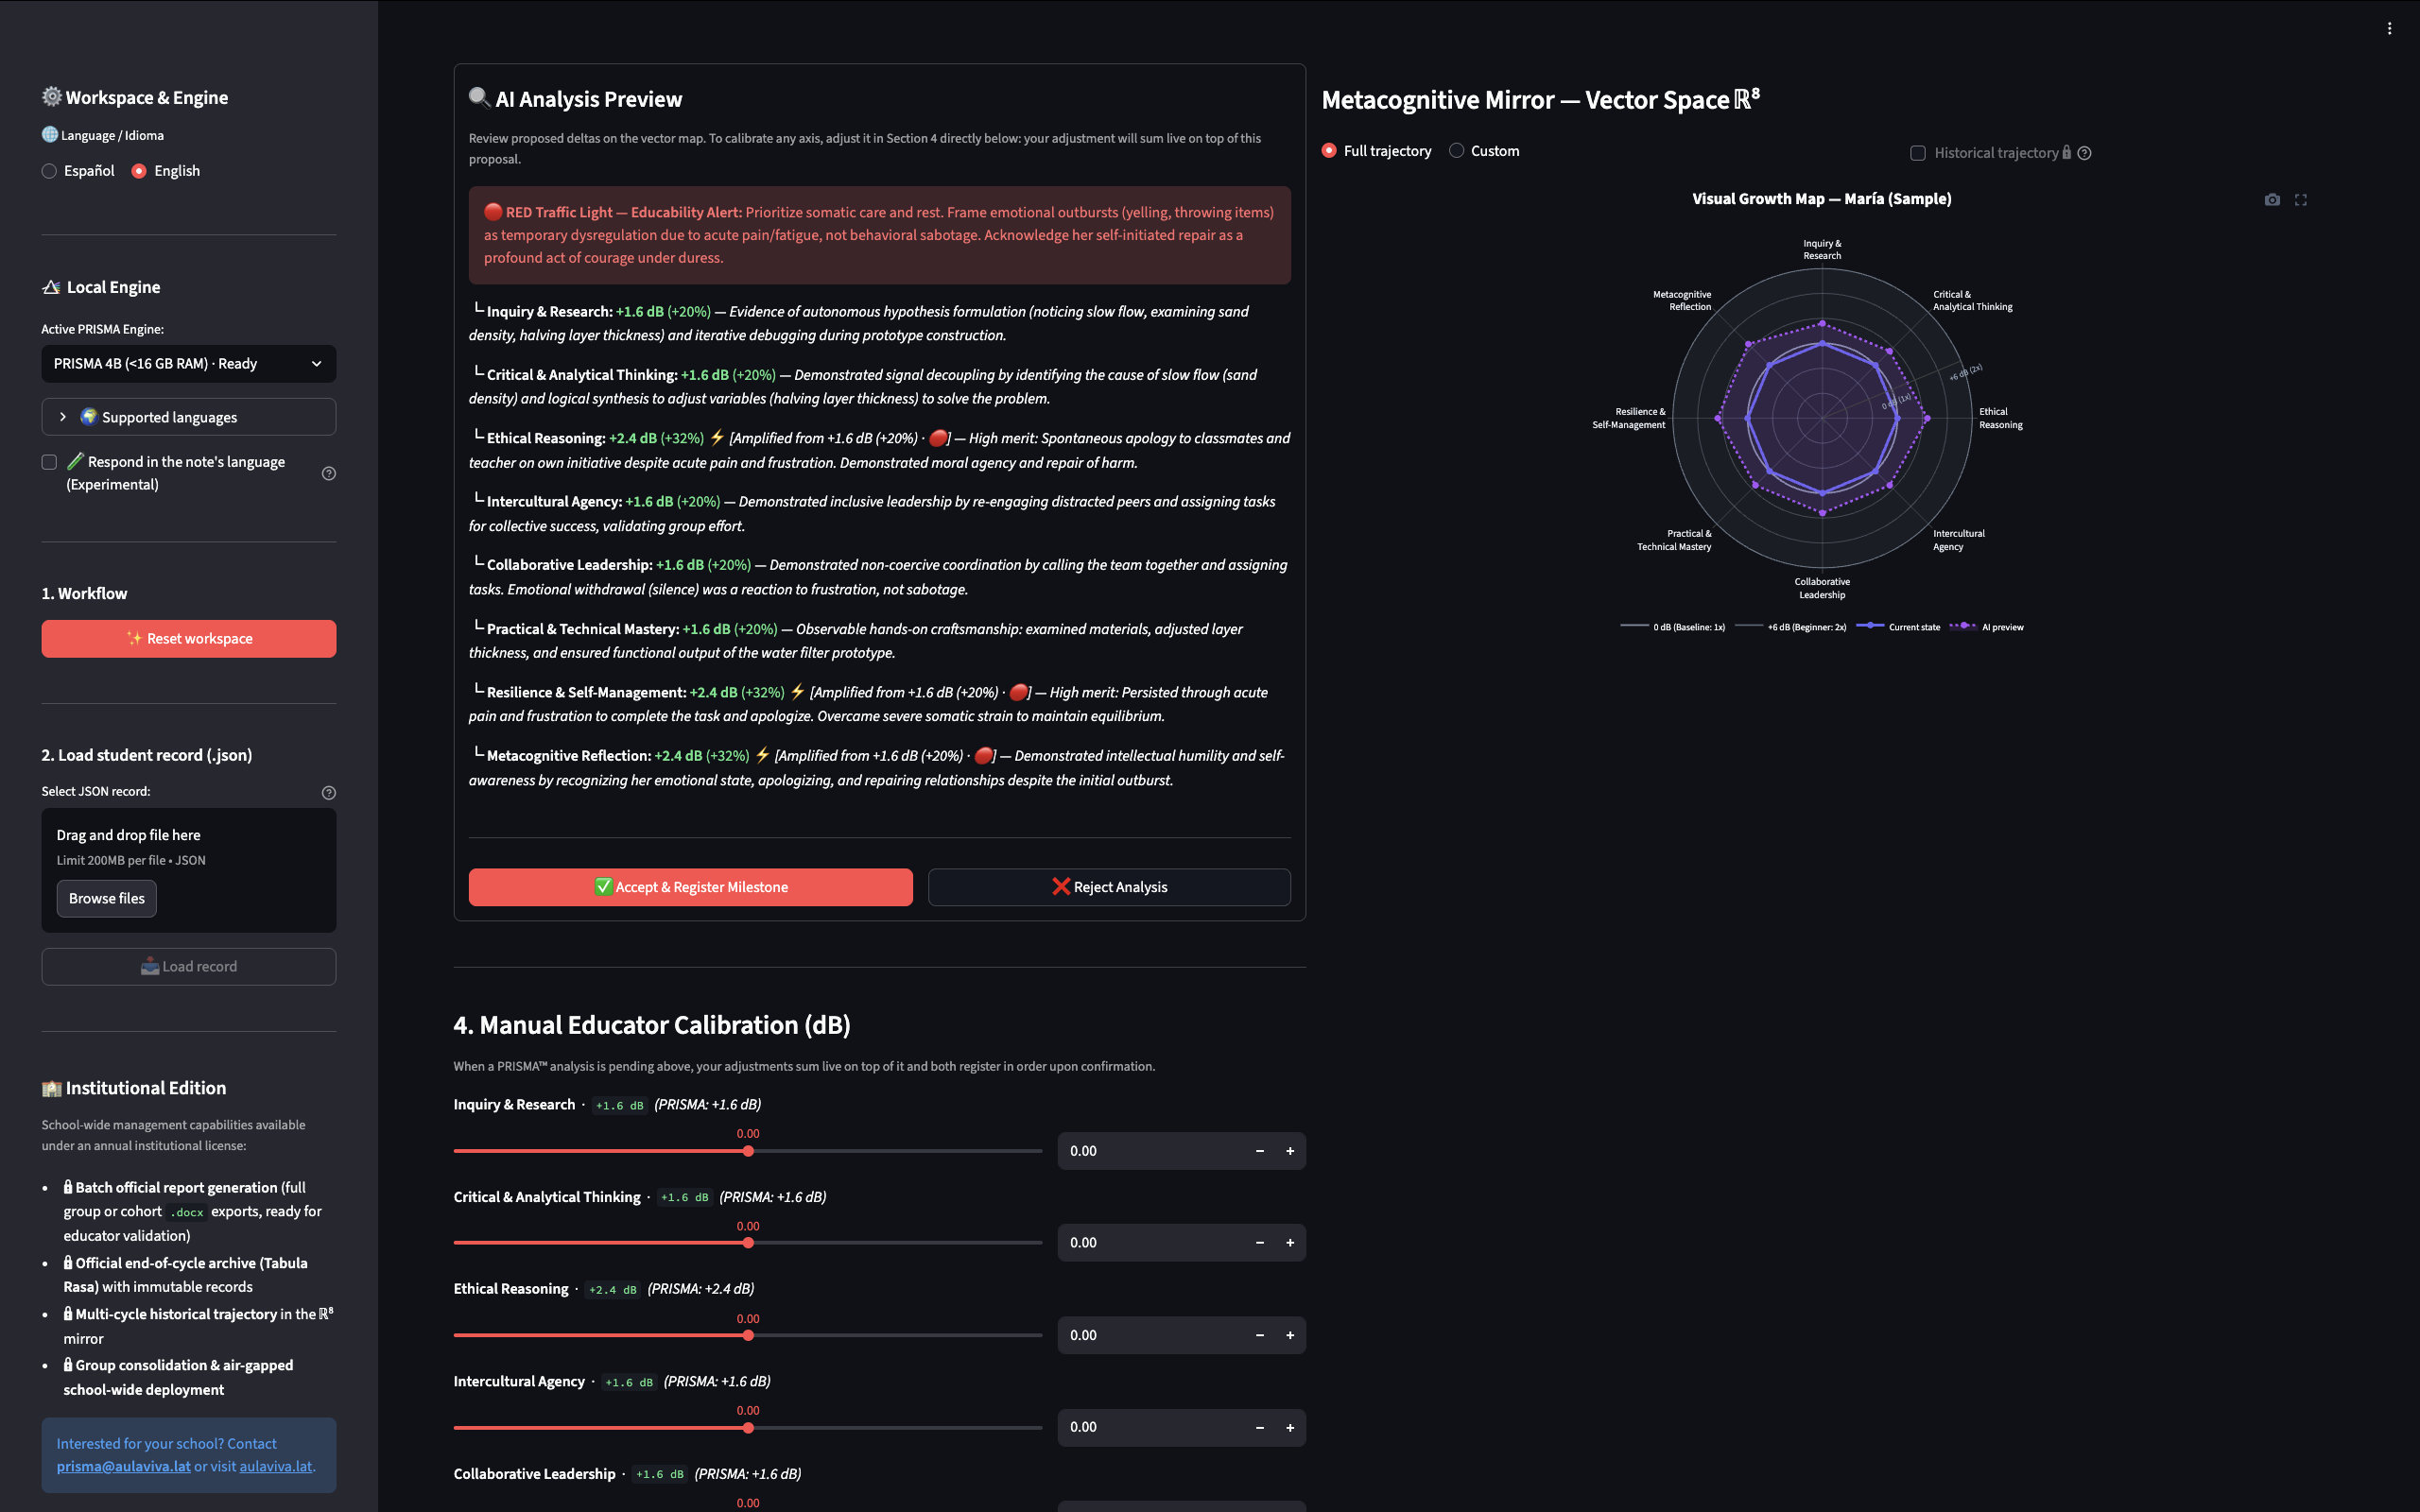 Workspace & Engine
Language / Idioma
Español
English
Local Engine
Active PRISMA Engine:
PRISMA 4B (<16 GB RAM) · Ready
Supported languages
Respond in the note's language
(Experimental)
1. Workflow
Reset workspace
2. Load student record (.json)
Select JSON record:
Drag and drop file here
Limit 200MB per file • JSON
Browse files
Load record
Institutional Edition
School-wide management capabilities available
under an annual institutional license:
• Batch official report generation (full
group or cohort .docx exports, ready for
educator validation)
• Official end-of-cycle archive (Tabula
Rasa) with immutable records
• Multi-cycle historical trajectory in the ℝ⁸
mirror
• Group consolidation & air-gapped
school-wide deployment
Interested for your school? Contact
prisma@aulaviva.lat or visit aulaviva.lat.
AI Analysis Preview
Review proposed deltas on the vector map. To calibrate any axis, adjust it in Section 4 directly below: your adjustment will sum live on top of this
proposal.
RED Traffic Light — Educability Alert: Prioritize somatic care and rest. Frame emotional outbursts (yelling, throwing items)
as temporary dysregulation due to acute pain/fatigue, not behavioral sabotage. Acknowledge her self-initiated repair as a
profound act of courage under duress.
└ Inquiry & Research: +1.6 dB (+20%) — Evidence of autonomous hypothesis formulation (noticing slow flow, examining sand
density, halving layer thickness) and iterative debugging during prototype construction.
└ Critical & Analytical Thinking: +1.6 dB (+20%) — Demonstrated signal decoupling by identifying the cause of slow flow (sand
density) and logical synthesis to adjust variables (halving layer thickness) to solve the problem.
└ Ethical Reasoning: +2.4 dB (+32%) ⚡ [Amplified from +1.6 dB (+20%) · 🔴] — High merit: Spontaneous apology to classmates and
teacher on own initiative despite acute pain and frustration. Demonstrated moral agency and repair of harm.
└ Intercultural Agency: +1.6 dB (+20%) — Demonstrated inclusive leadership by re-engaging distracted peers and assigning tasks
for collective success, validating group effort.
└ Collaborative Leadership: +1.6 dB (+20%) — Demonstrated non-coercive coordination by calling the team together and assigning
tasks. Emotional withdrawal (silence) was a reaction to frustration, not sabotage.
└ Practical & Technical Mastery: +1.6 dB (+20%) — Observable hands-on craftsmanship: examined materials, adjusted layer
thickness, and ensured functional output of the water filter prototype.
└ Resilience & Self-Management: +2.4 dB (+32%) ⚡ [Amplified from +1.6 dB (+20%) · 🔴] — High merit: Persisted through acute
pain and frustration to complete the task and apologize. Overcame severe somatic strain to maintain equilibrium.
└ Metacognitive Reflection: +2.4 dB (+32%) ⚡ [Amplified from +1.6 dB (+20%) · 🔴] — Demonstrated intellectual humility and self-
awareness by recognizing her emotional state, apologizing, and repairing relationships despite the initial outburst.
Accept & Register Milestone
Reject Analysis
4. Manual Educator Calibration (dB)
When a PRISMA™ analysis is pending above, your adjustments sum live on top of it and both register in order upon confirmation.
Inquiry & Research · +1.6 dB (PRISMA: +1.6 dB)
0.00
0.00 − +
Critical & Analytical Thinking · +1.6 dB (PRISMA: +1.6 dB)
0.00
0.00 − +
Ethical Reasoning · +2.4 dB (PRISMA: +2.4 dB)
0.00
0.00 − +
Intercultural Agency · +1.6 dB (PRISMA: +1.6 dB)
0.00
0.00 − +
Collaborative Leadership · +1.6 dB (PRISMA: +1.6 dB)
0.00
Metacognitive Mirror — Vector Space ℝ⁸
Full trajectory
Custom
Historical trajectory
Visual Growth Map — María (Sample)
Inquiry &
Research
Critical &
Analytical Thinking
Metacognitive
Reflection
+6 dB (2x)
0 dB (1x)
Resilience &
Self-Management
Ethical
Reasoning
Practical &
Technical Mastery
Intercultural
Agency
Collaborative
Leadership
0 dB (Baseline: 1x)
+6 dB (Beginner: 2x)
Current state
AI preview